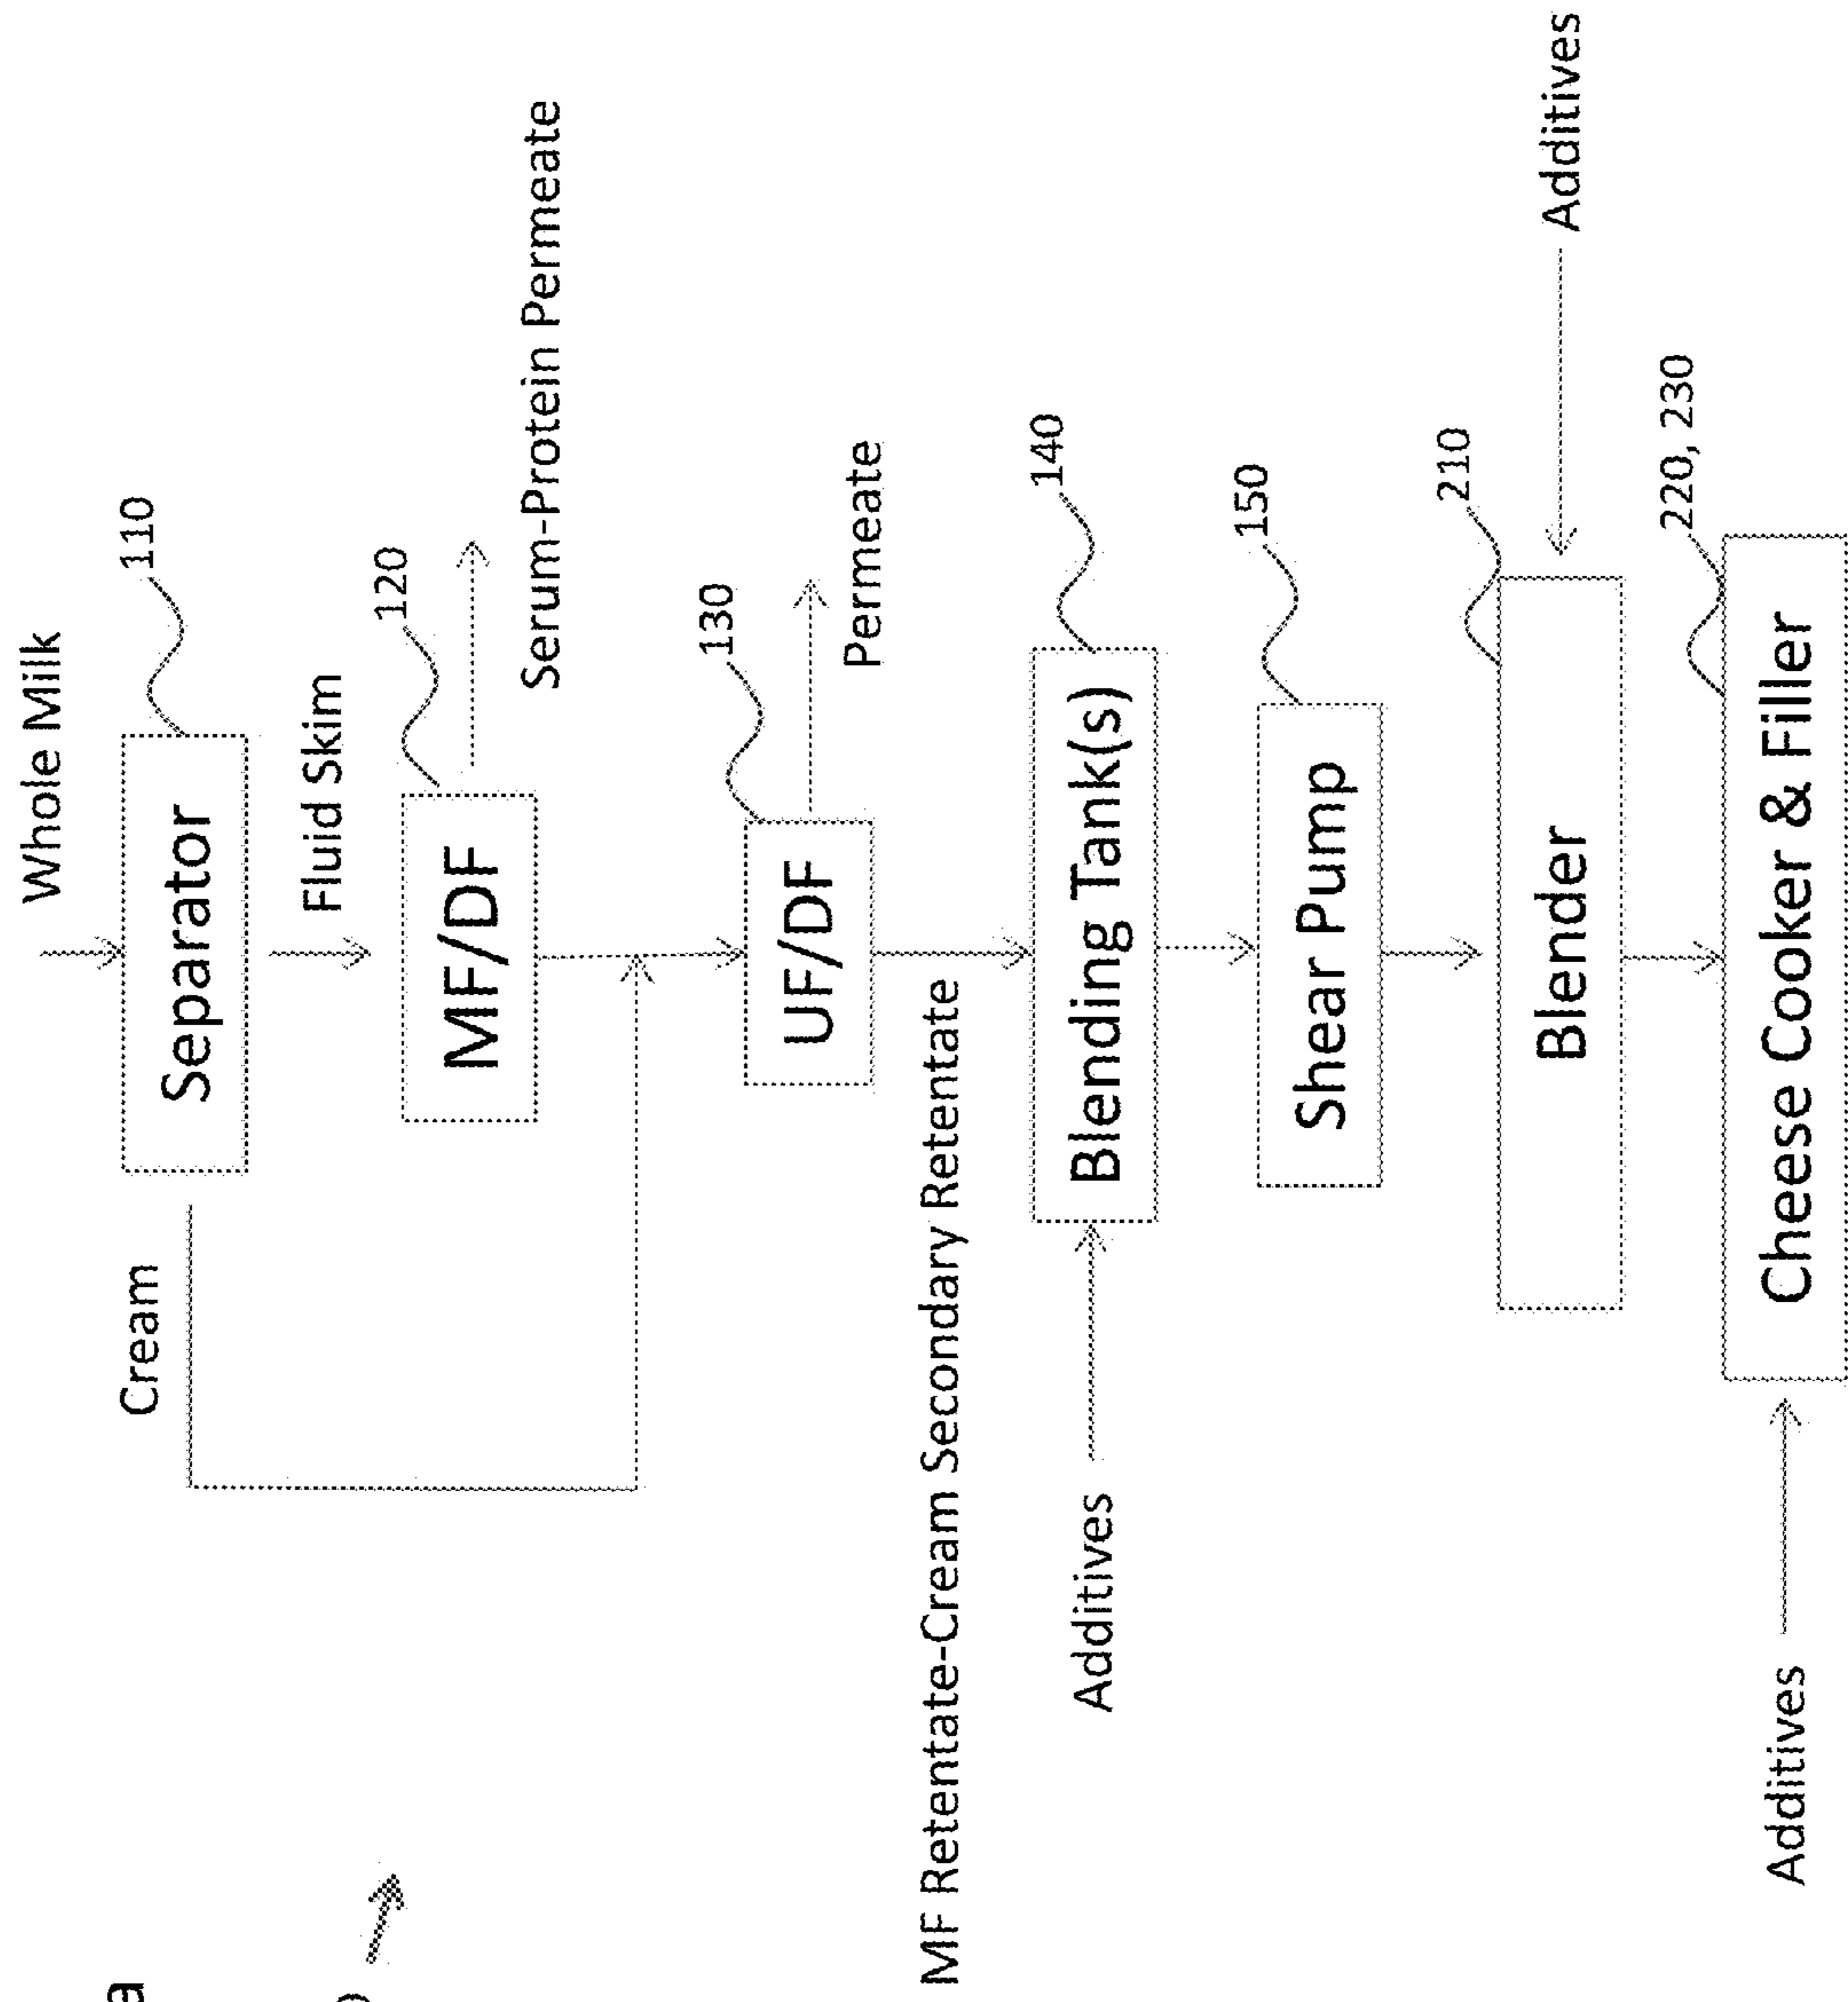 Whole Milk
110
Separator
Cream
Fluid Skim
120
MF/DF
Serum-Protein Permeate
130
UF/DF
Permeate
MF Retentate-Cream Secondary Retentate
140
Blending Tank(s)
Additives
150
Shear Pump
210
Blender
Additives
220, 230
Cheese Cooker & Filler
Additives